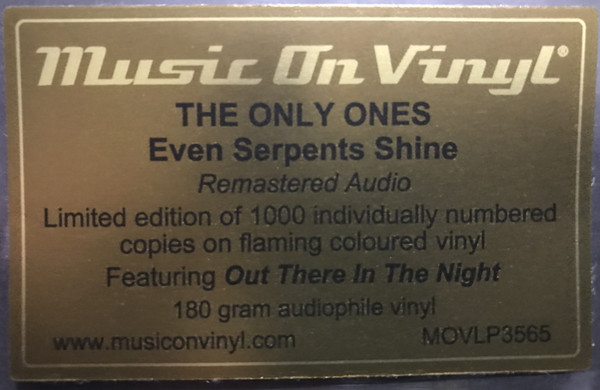 Music On Vinyl®
THE ONLY ONES
Even Serpents Shine
Remastered Audio
Limited edition of 1000 individually numbered
copies on flaming coloured vinyl
Featuring Out There In The Night
180 gram audiophile vinyl
www.musiconvinyl.com MOVLP3565